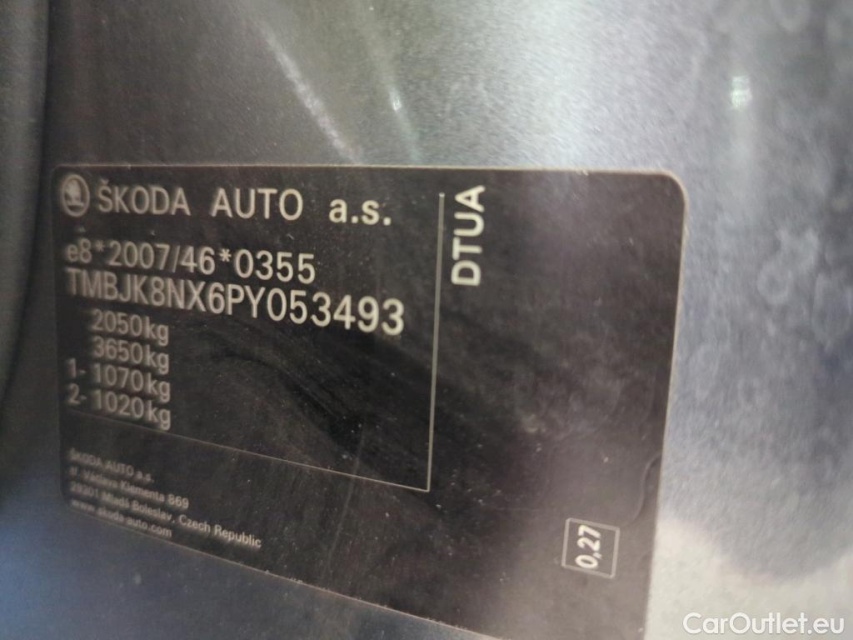 ŠKODA AUTO a.s.
e8*2007/46*0355
TMBJK8NX6PY053493
2050kg
3650kg
1- 1070kg
2- 1020kg
DTUA
ŠKODA AUTO a.s.
tř. Václava Klementa 869
29301 Mladá Boleslav, Czech Republic
www.skoda-auto.com
0,27
CarOutlet.eu